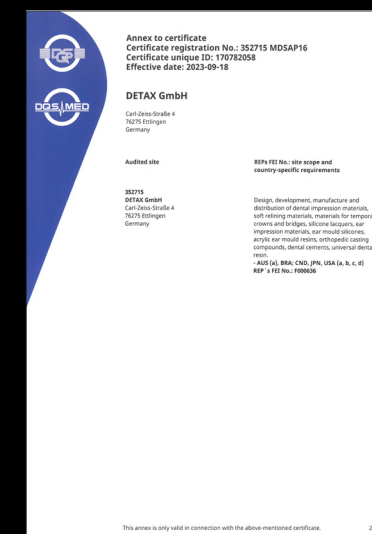 DQS
DQS MED
Annex to certificate
Certificate registration No.: 352715 MDSAP16
Certificate unique ID: 170782058
Effective date: 2023-09-18
DETAX GmbH
Carl-Zeiss-Straße 4
76275 Ettlingen
Germany
Audited site
REPs FEI No.: site scope and
country-specific requirements
352715
DETAX GmbH
Carl-Zeiss-Straße 4
76275 Ettlingen
Germany
Design, development, manufacture and
distribution of dental impression materials,
soft relining materials, materials for tempora
crowns and bridges, silicone lacquers, ear
impression materials, ear mould silicones,
acrylic ear mould resins, orthopedic casting
compounds, dental cements, universal denta
resin.
- AUS (a), BRA; CND, JPN, USA (a, b, c, d)
REP´s FEI No.: F000636
This annex is only valid in connection with the above-mentioned certificate.
2